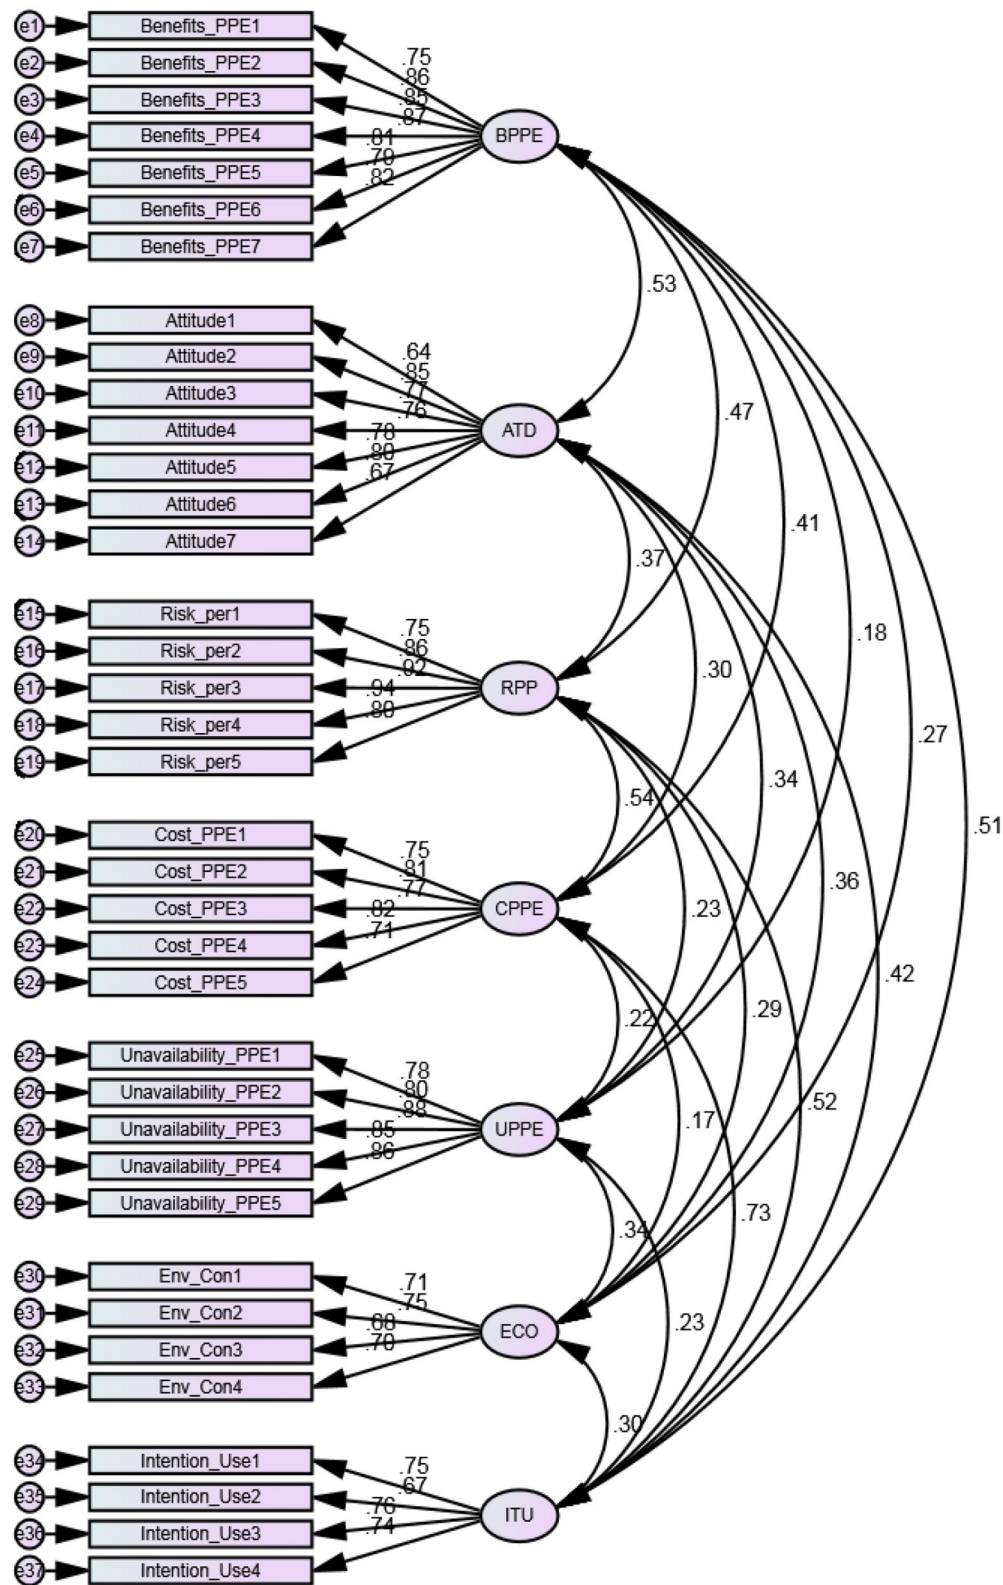 e1 Benefits_PPE1
.75
e2 Benefits_PPE2
.86
e3 Benefits_PPE3
.85
.87
e4 Benefits_PPE4
.81
BPPE
e5 Benefits_PPE5
.79
.82
e6 Benefits_PPE6
e7 Benefits_PPE7
.53
e8 Attitude1
.64
e9 Attitude2
.85
e10 Attitude3
.77
.76
.47
e11 Attitude4
.78
ATD
e12 Attitude5
.80
.67
e13 Attitude6
.41
e14 Attitude7
.37
e15 Risk_per1
.75
.18
e16 Risk_per2
.86
.92
.30
e17 Risk_per3
.94
RPP
e18 Risk_per4
.80
.27
e19 Risk_per5
.34
.54
.51
e20 Cost_PPE1
.75
e21 Cost_PPE2
.81
.77
.36
e22 Cost_PPE3
.82
CPPE
.23
e23 Cost_PPE4
.71
e24 Cost_PPE5
.42
.22
.29
e25 Unavailability_PPE1
.78
e26 Unavailability_PPE2
.80
.88
.52
e27 Unavailability_PPE3
.85
UPPE
.17
e28 Unavailability_PPE4
.86
e29 Unavailability_PPE5
.73
.34
e30 Env_Con1
.71
e31 Env_Con2
.75
.68
.23
e32 Env_Con3
.70
ECO
e33 Env_Con4
.30
e34 Intention_Use1
.75
e35 Intention_Use2
.67
.76
ITU
e36 Intention_Use3
.74
e37 Intention_Use4